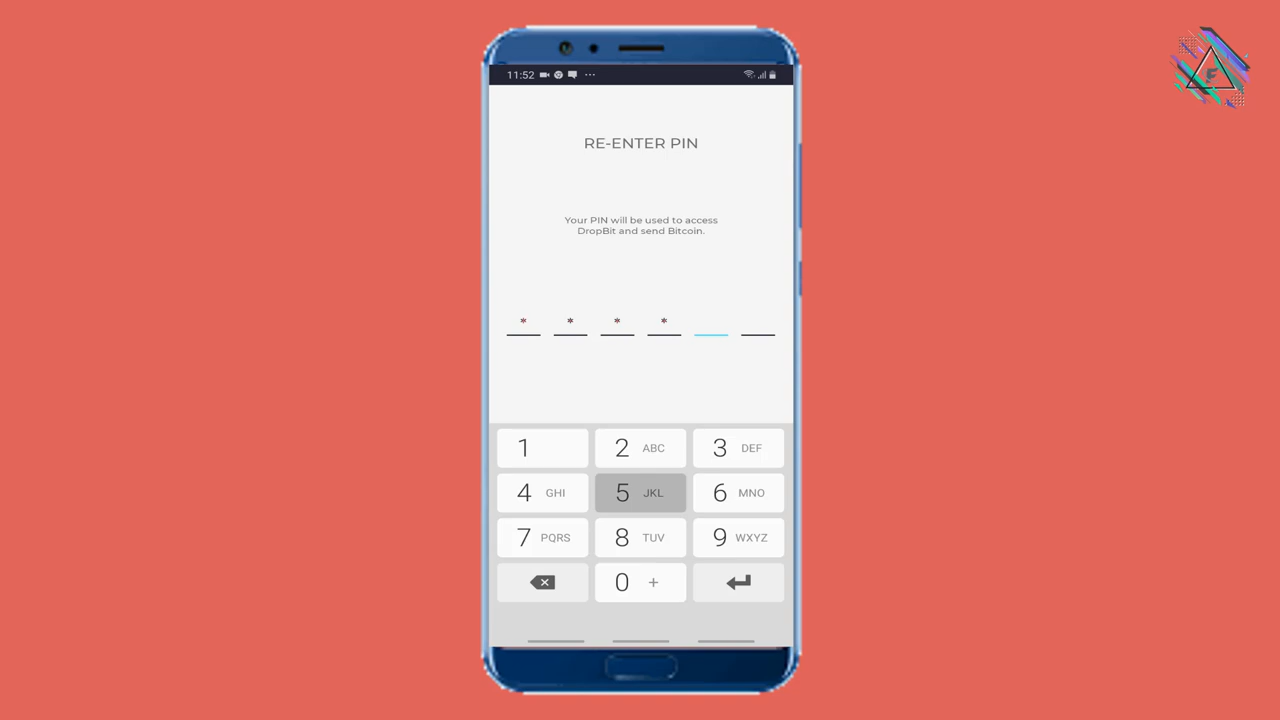 11:52
RE-ENTER PIN
Your PIN will be used to access
DropBit and send Bitcoin.
* * * *
1
2 ABC
3 DEF
4 GHI
5 JKL
6 MNO
7 PQRS
8 TUV
9 WXYZ
0 +